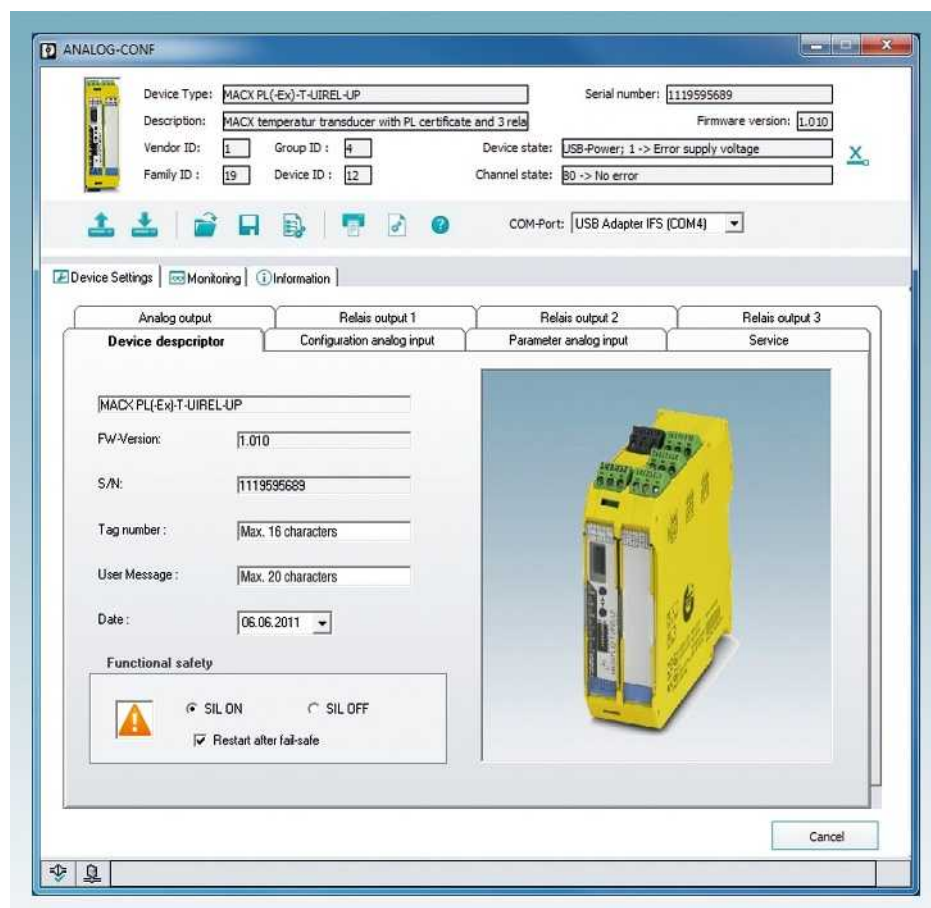 ANALOG-CONF
Device Type: MACX PL(-Ex)-T-UIREL-UP Serial number: 1119595689
Description: MACX temperatur transducer with PL certificate and 3 rela Firmware version: 1.010
Vendor ID: 1 Group ID : 4 Device state: USB-Power; 1 -> Error supply voltage
Family ID : 19 Device ID : 12 Channel state: 80 -> No error
COM-Port: USB Adapter IFS (COM4)
Device Settings Monitoring Information
Analog output Relais output 1 Relais output 2 Relais output 3
Device despcriptor Configuration analog input Parameter analog input Service
MACX PL(-Ex)-T-UIREL-UP
FW-Version: 1.010
S/N: 1119595689
Tag number : Max. 16 characters
User Message : Max. 20 characters
Date : 06.06.2011
Functional safety
SIL ON SIL OFF
Restart after fail-safe
Cancel